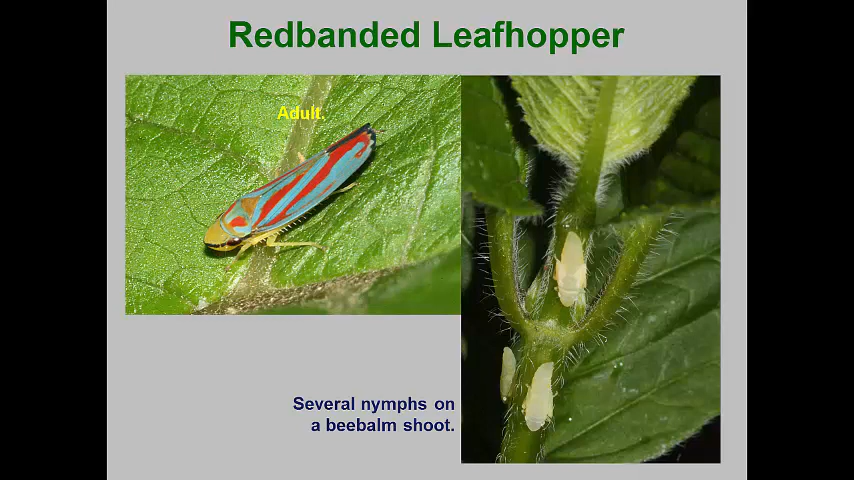 Redbanded Leafhopper
Adult.
Several nymphs on
a beebalm shoot.